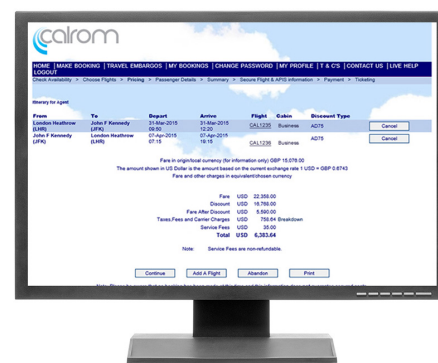 calrom
HOME | MAKE BOOKING | TRAVEL EMBARGOS | MY BOOKINGS | CHANGE PASSWORD | MY PROFILE | T & C'S | CONTACT US | LIVE HELP
LOGOUT
Check Availability > Choose Flights > Pricing > Passenger Details > Summary > Secure Flight & APIS Information > Payment > Ticketing
Itinerary for agent
From To Depart Arrive Flight Cabin Discount Type
London Heathrow (LHR) John F Kennedy (JFK) 31-Mar-2015 09:50 31-Mar-2015 12:20 CAL1235 Business AD75 Cancel
John F Kennedy (JFK) London Heathrow (LHR) 07-Apr-2015 07:15 07-Apr-2015 19:15 CAL1236 Business AD75 Cancel
Fare in origin/local currency (for information only) GBP 15,076.00
The amount shown in US Dollar is the amount based on the current exchange rate 1 USD = GBP 0.6743
Fare and other charges in equivalent/chosen currency
Fare USD 22,358.00
Discount USD 16,768.00
Fare After Discount USD 5,590.00
Taxes,Fees and Carrier Charges USD 758.64 Breakdown
Service Fees USD 35.00
Total USD 6,383.64
Note: Service Fees are non-refundable.
Continue Add A Flight Abandon Print